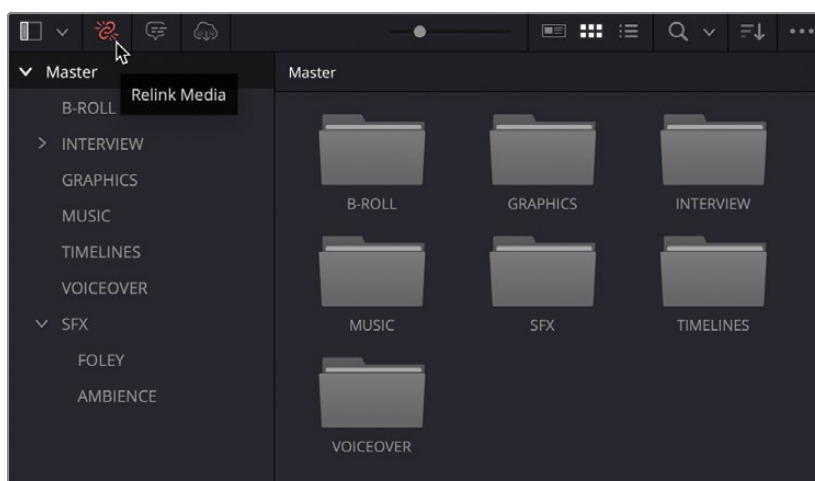 Master
Relink Media
B-ROLL
INTERVIEW
GRAPHICS
MUSIC
TIMELINES
VOICEOVER
SFX
FOLEY
AMBIENCE
Master
B-ROLL GRAPHICS INTERVIEW
MUSIC SFX TIMELINES
VOICEOVER